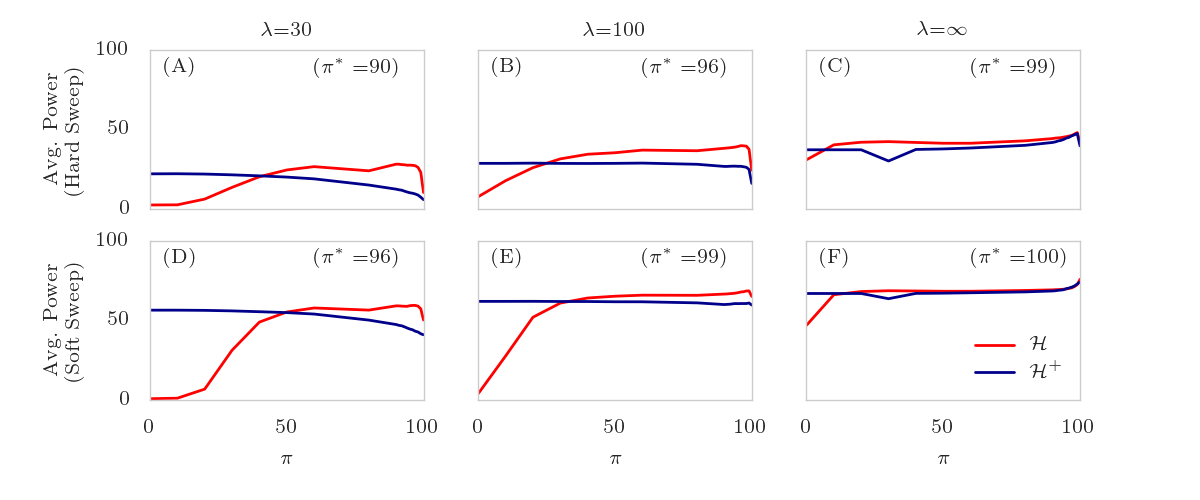 λ=30
λ=100
λ=∞
100
50
0
Avg. Power
(Hard Sweep)
(A)
(π* =90)
(B)
(π* =96)
(C)
(π* =99)
100
50
0
Avg. Power
(Soft Sweep)
(D)
(π* =96)
(E)
(π* =99)
(F)
(π* =100)
ℋ
ℋ⁺
0 50 100
0 50 100
0 50 100
π
π
π